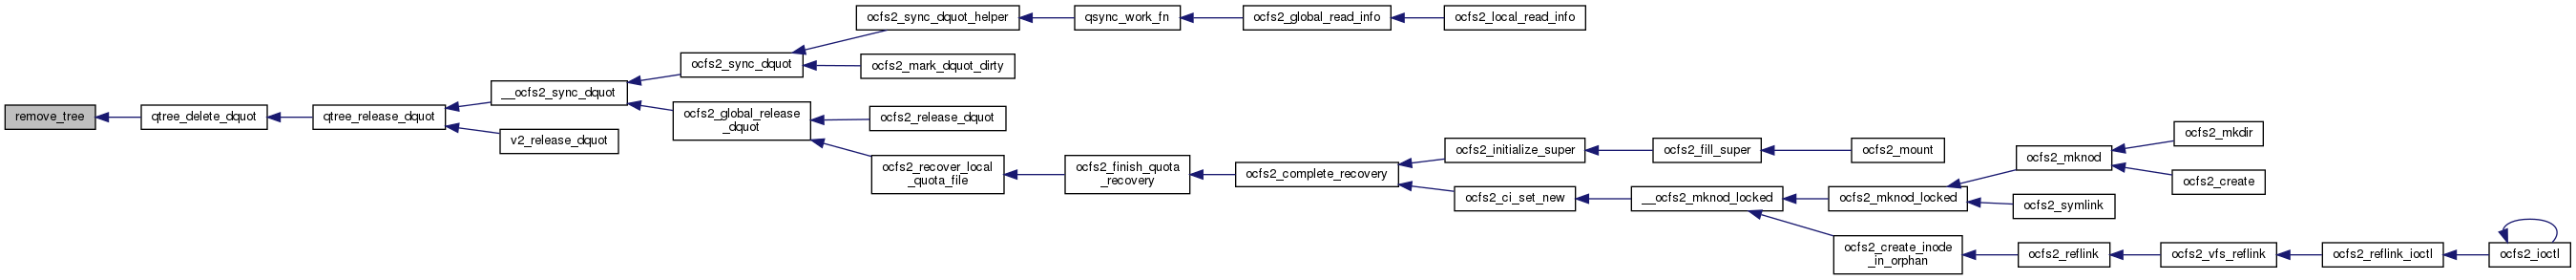 ocfs2_sync_dquot_helper
qsync_work_fn
ocfs2_global_read_info
ocfs2_local_read_info
ocfs2_sync_dquot
ocfs2_mark_dquot_dirty
__ocfs2_sync_dquot
remove_tree
qtree_delete_dquot
qtree_release_dquot
v2_release_dquot
ocfs2_global_release
_dquot
ocfs2_release_dquot
ocfs2_recover_local
_quota_file
ocfs2_finish_quota
_recovery
ocfs2_complete_recovery
ocfs2_initialize_super
ocfs2_fill_super
ocfs2_mount
ocfs2_ci_set_new
__ocfs2_mknod_locked
ocfs2_mknod_locked
ocfs2_mknod
ocfs2_mkdir
ocfs2_create
ocfs2_symlink
ocfs2_create_inode
_in_orphan
ocfs2_reflink
ocfs2_vfs_reflink
ocfs2_reflink_ioctl
ocfs2_ioctl